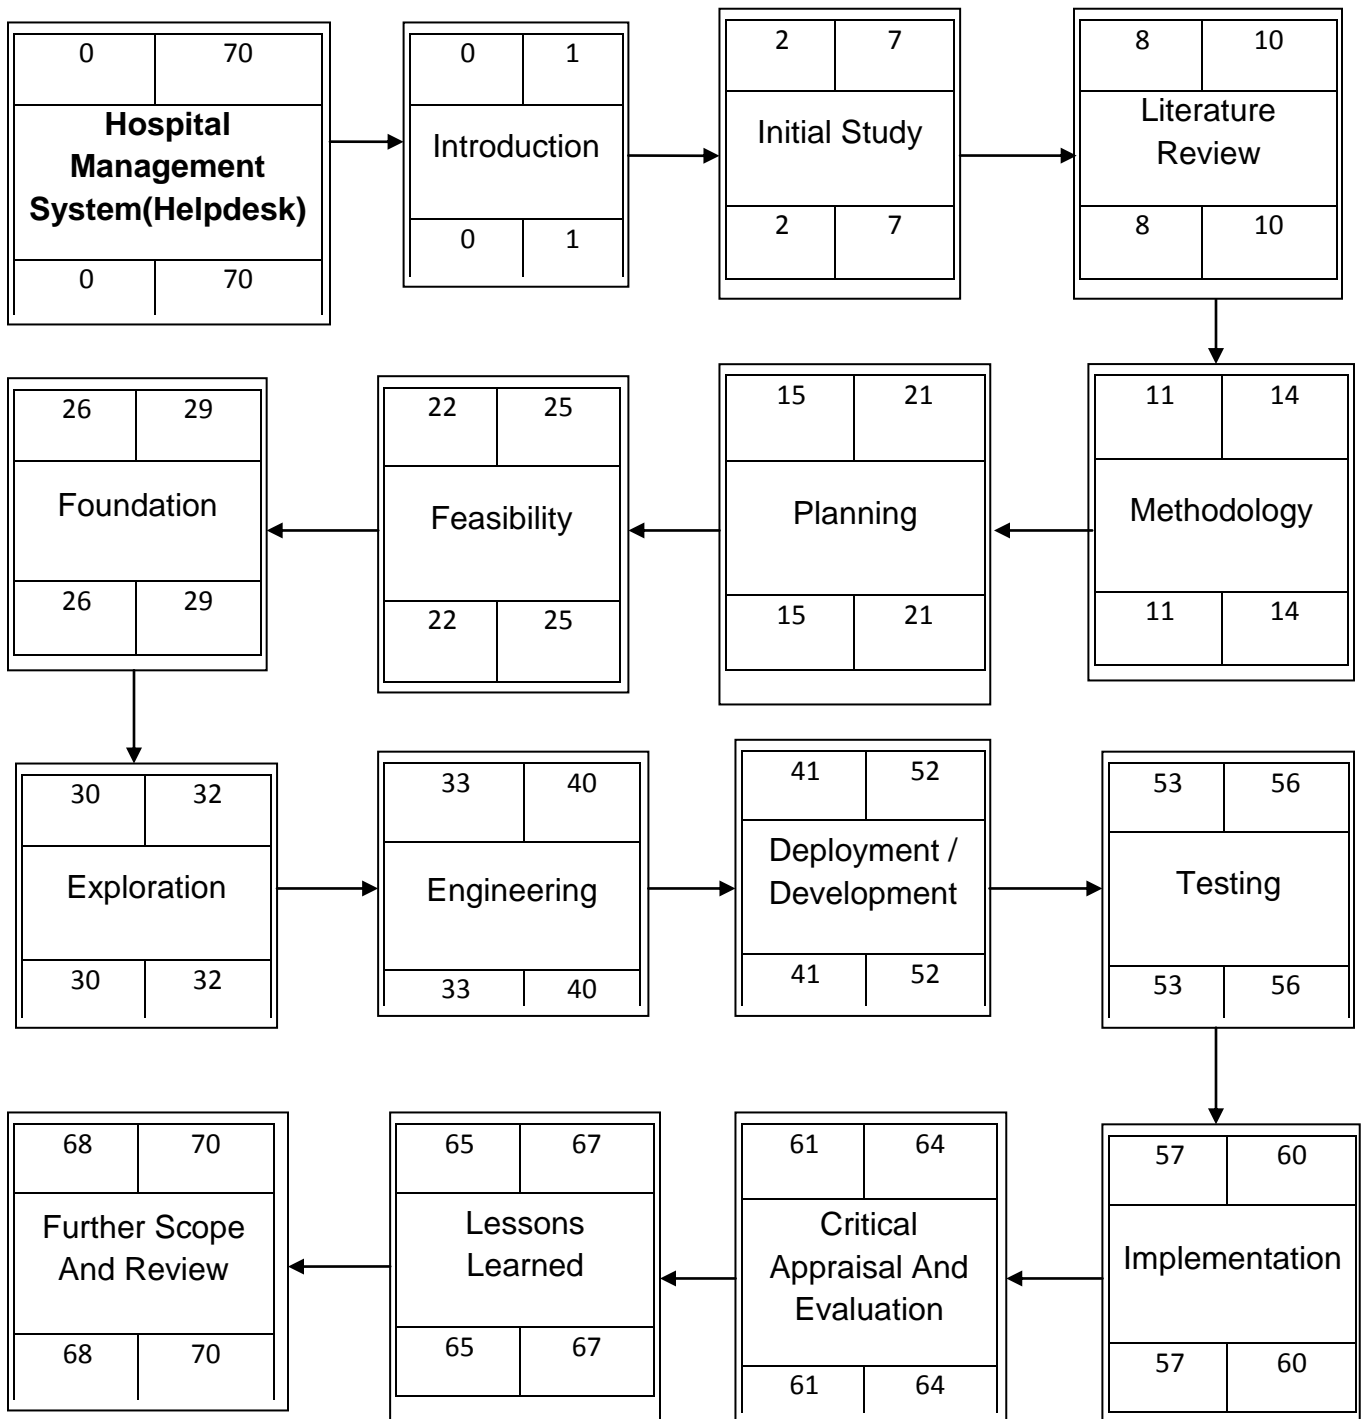 0 70
Hospital
Management
System(Helpdesk)
0 70
0 1
Introduction
0 1
2 7
Initial Study
2 7
8 10
Literature
Review
8 10
11 14
Methodology
11 14
15 21
Planning
15 21
22 25
Feasibility
22 25
26 29
Foundation
26 29
30 32
Exploration
30 32
33 40
Engineering
33 40
41 52
Deployment /
Development
41 52
53 56
Testing
53 56
57 60
Implementation
57 60
61 64
Critical
Appraisal And
Evaluation
61 64
65 67
Lessons
Learned
65 67
68 70
Further Scope
And Review
68 70